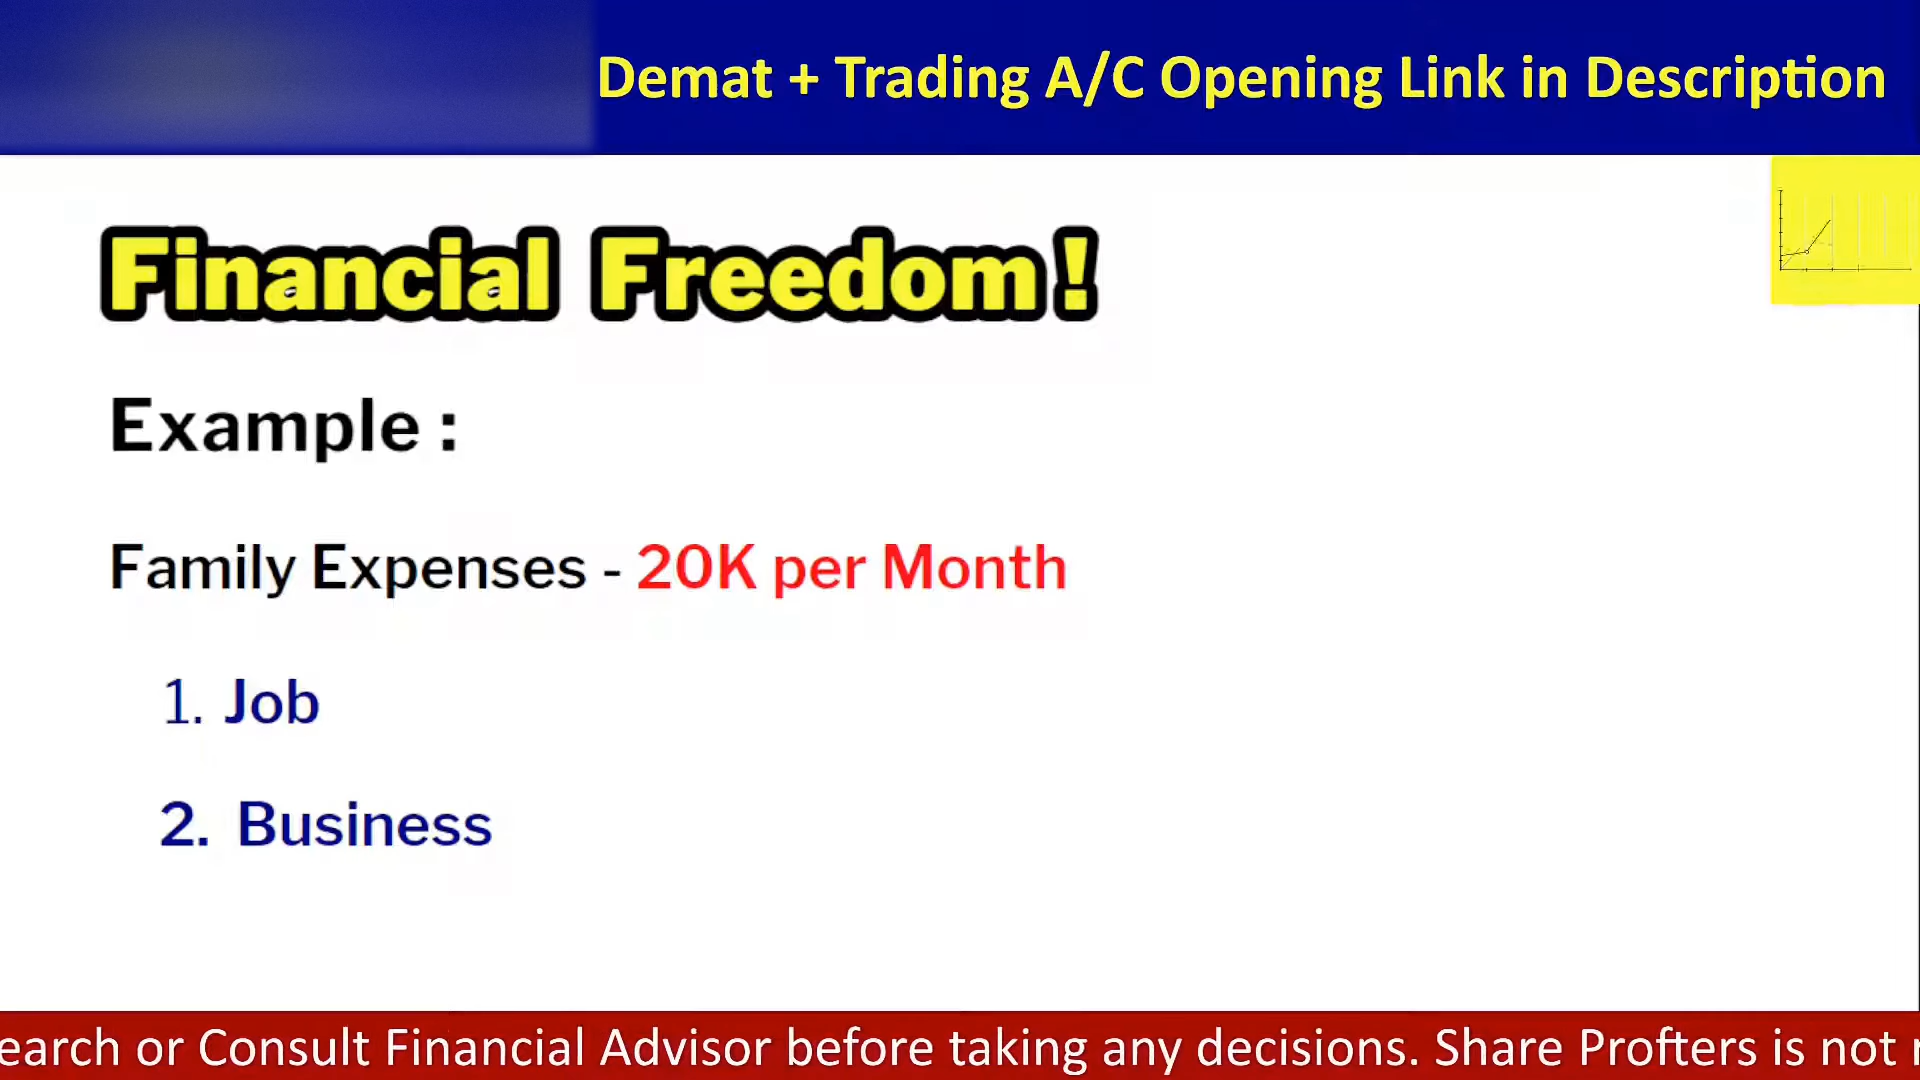 Demat + Trading A/C Opening Link in Description
Financial Freedom!
Example :
Family Expenses - 20K per Month
1. Job
2. Business
earch or Consult Financial Advisor before taking any decisions. Share Profters is not